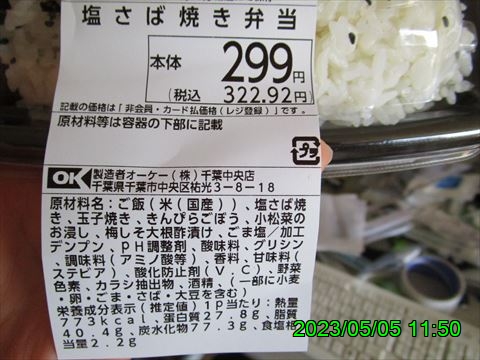 塩さば焼き弁当
本体 299円
(税込 322.92円)
記載の価格は「非会員・カード払価格(レジ登録)」です。
原材料等は容器の下部に記載
プラ
OK 製造者オーケー(株)千葉中央店
千葉県千葉市中央区祐光3-8-18
原材料名:ご飯(米(国産))、塩さば焼
き、玉子焼き、きんぴらごぼう、小松菜の
お浸し、梅しそ大根酢漬け、ごま塩/加工
デンプン、pH調整剤、酸味料、グリシン
、調味料(アミノ酸等)、香料、甘味料(
ステビア)、酸化防止剤(V.C)、野菜
色素、カラシ抽出物、酒精、(一部に小麦
・卵・ごま・さば・大豆を含む)
栄養成分表示(推定値)1p当たり:熱量
773kcal、蛋白質27.8g、脂質
40.4g、炭水化物77.3g、食塩相
当量2.2g
2023/05/05 11:50